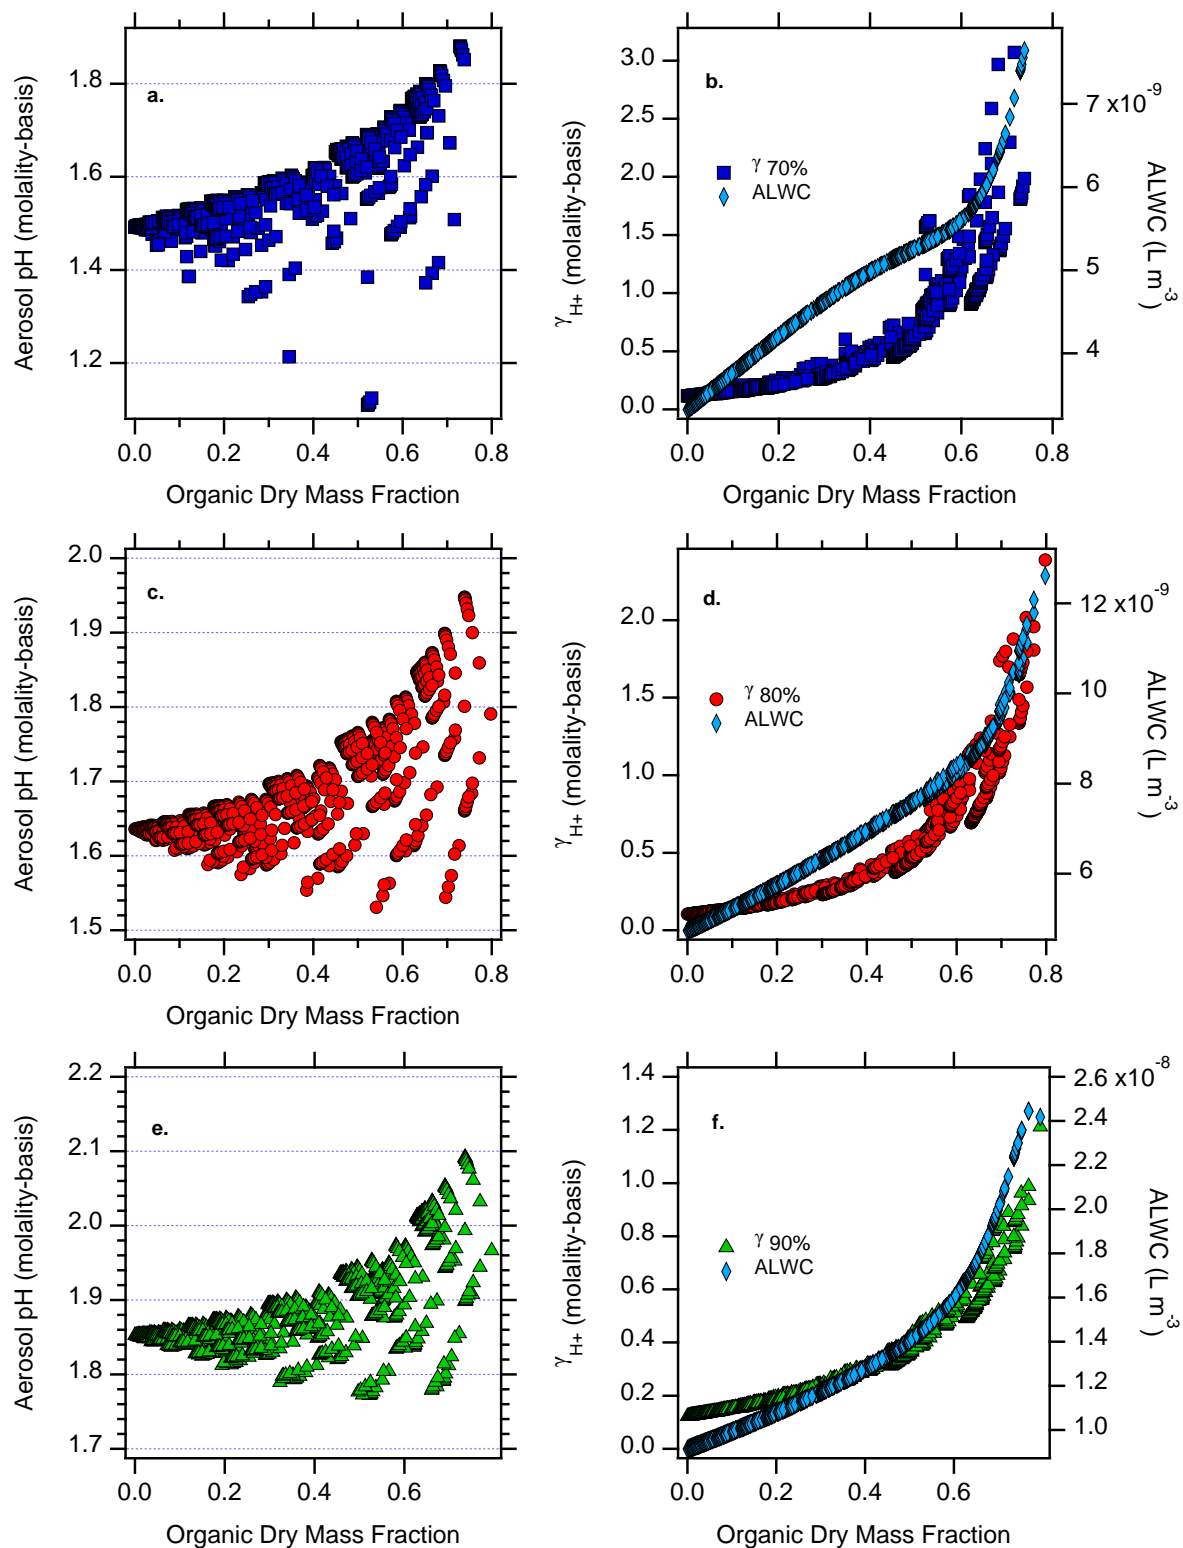 a.
Aerosol pH (molality-basis)
1.8
1.6
1.4
1.2
0.0 0.2 0.4 0.6 0.8
Organic Dry Mass Fraction
b.
γH+ (molality-basis)
3.0
2.5
2.0
1.5
1.0
0.5
0.0
γ 70%
ALWC
7 x10-9
6
5
4
ALWC (L m-3)
0.0 0.2 0.4 0.6 0.8
Organic Dry Mass Fraction
c.
Aerosol pH (molality-basis)
2.0
1.9
1.8
1.7
1.6
1.5
0.0 0.2 0.4 0.6 0.8
Organic Dry Mass Fraction
d.
γH+ (molality-basis)
2.0
1.5
1.0
0.5
0.0
γ 80%
ALWC
12 x10-9
10
8
6
ALWC (L m-3)
0.0 0.2 0.4 0.6 0.8
Organic Dry Mass Fraction
e.
Aerosol pH (molality-basis)
2.2
2.1
2.0
1.9
1.8
1.7
0.0 0.2 0.4 0.6
Organic Dry Mass Fraction
f.
γH+ (molality-basis)
1.4
1.2
1.0
0.8
0.6
0.4
0.2
0.0
γ 90%
ALWC
2.6 x10-8
2.4
2.2
2.0
1.8
1.6
1.4
1.2
1.0
ALWC (L m-3)
0.0 0.2 0.4 0.6
Organic Dry Mass Fraction